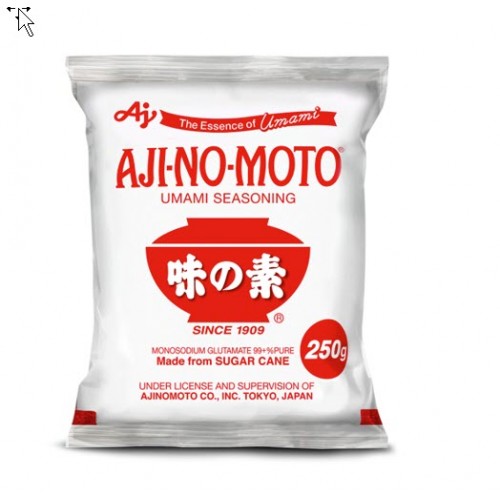 Aj
The Essence of Umami
AJI-NO-MOTO®
UMAMI SEASONING
味の素
®
SINCE 1909
MONOSODIUM GLUTAMATE 99+%PURE
Made from SUGAR CANE
250g
UNDER LICENSE AND SUPERVISION OF
AJINOMOTO CO., INC. TOKYO, JAPAN